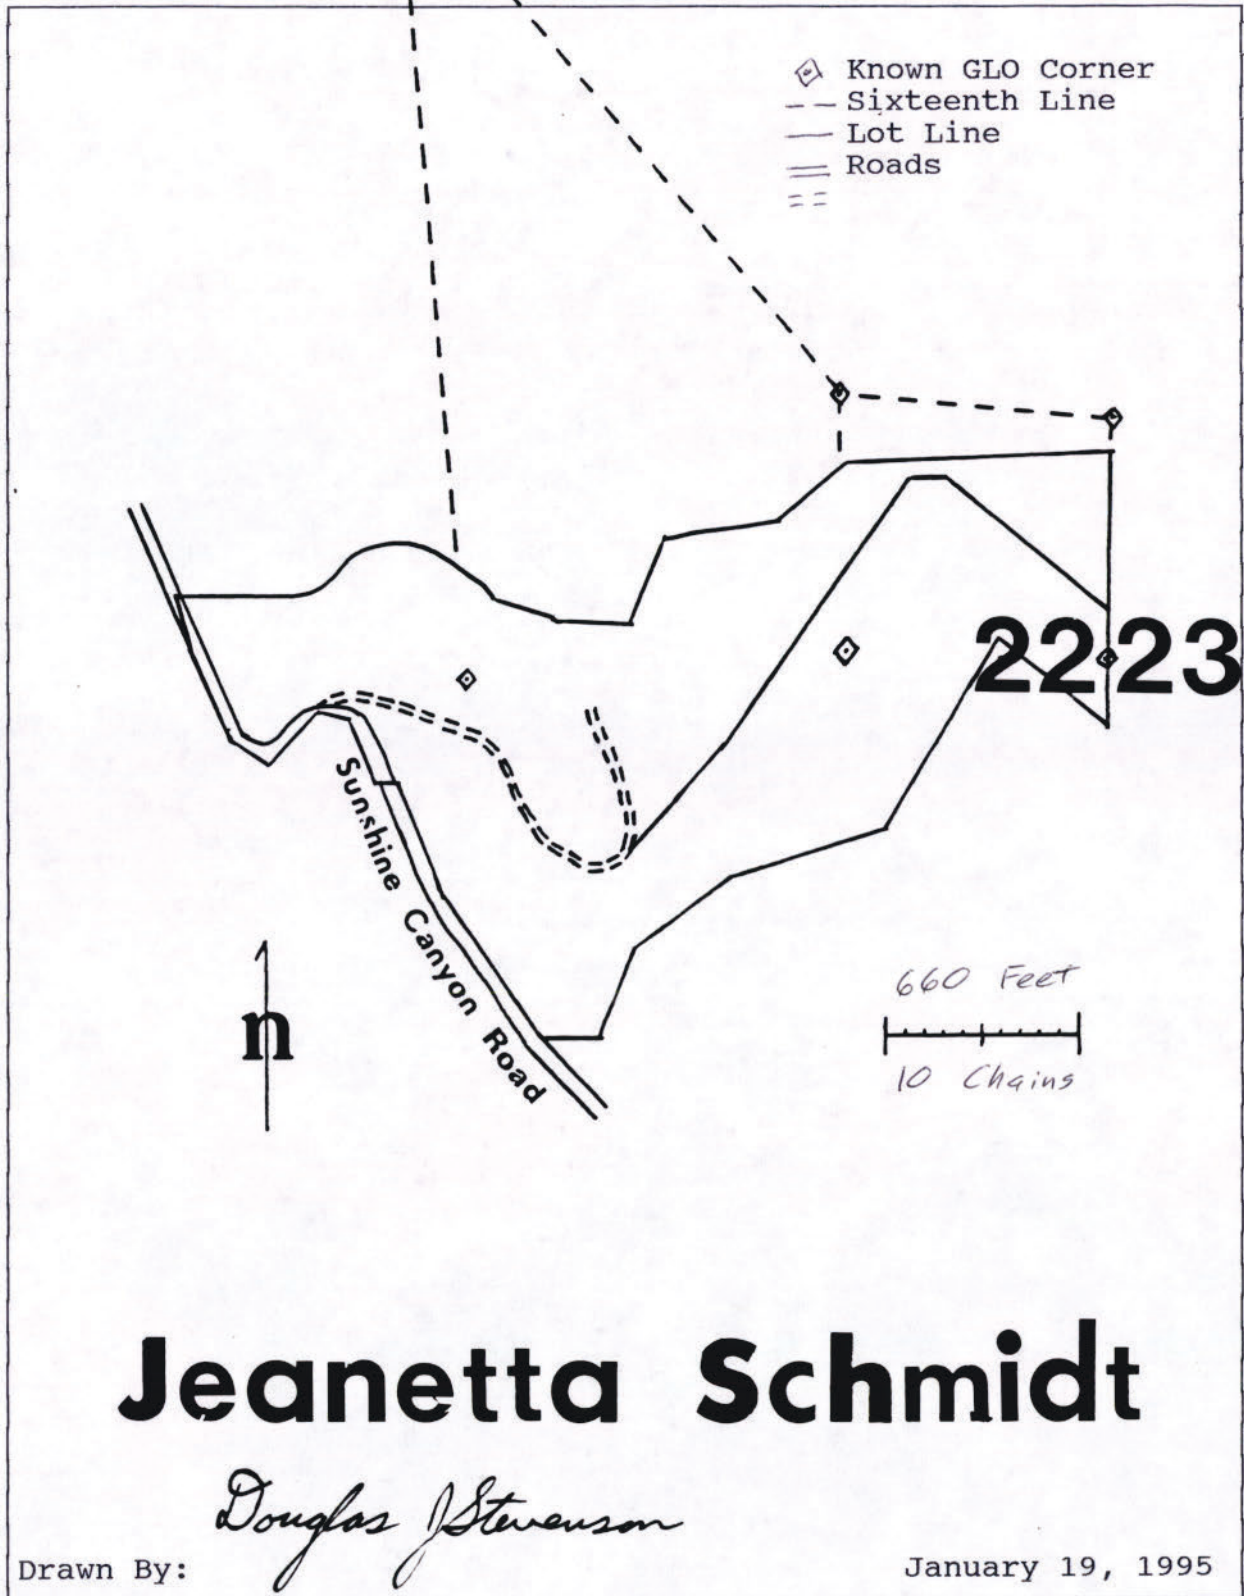 Known GLO Corner
Sixteenth Line
Lot Line
Roads
22 23
Sunshine Canyon Road
n
660 Feet
10 Chains
Jeanetta Schmidt
Douglas J Stevenson
Drawn By:
January 19, 1995